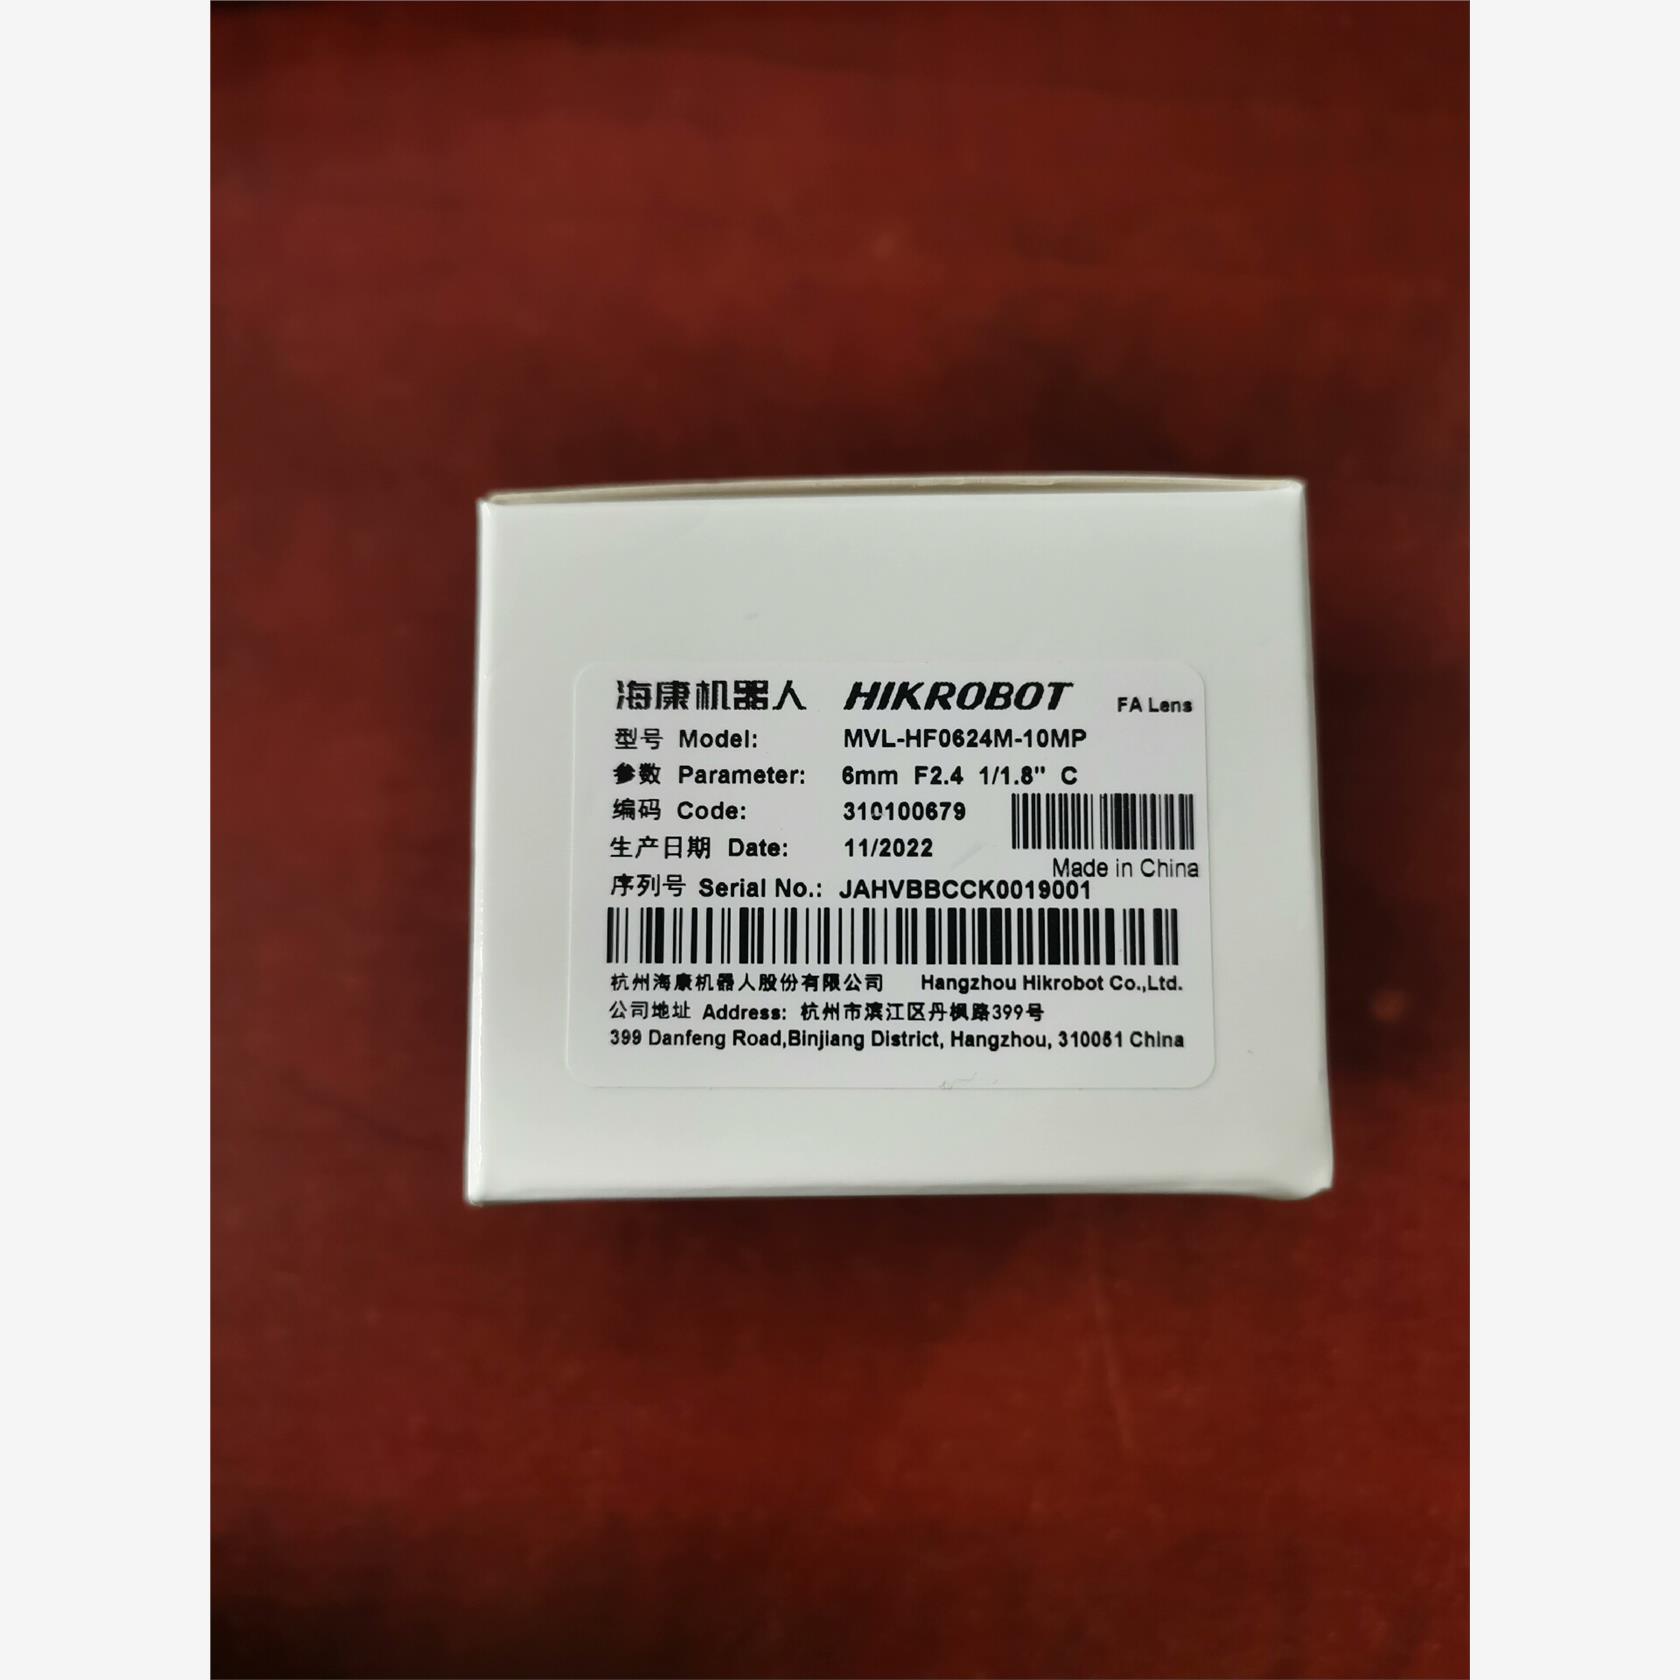 海康机器人 HIKROBOT FA Lens
型号 Model: MVL-HF0624M-10MP
参数 Parameter: 6mm F2.4 1/1.8" C
编码 Code: 310100679
生产日期 Date: 11/2022
Made in China
序列号 Serial No.: JAHVBBCCK0019001
杭州海康机器人股份有限公司 Hangzhou Hikrobot Co.,Ltd.
公司地址 Address: 杭州市滨江区丹枫路399号
399 Danfeng Road,Binjiang District, Hangzhou, 310051 China